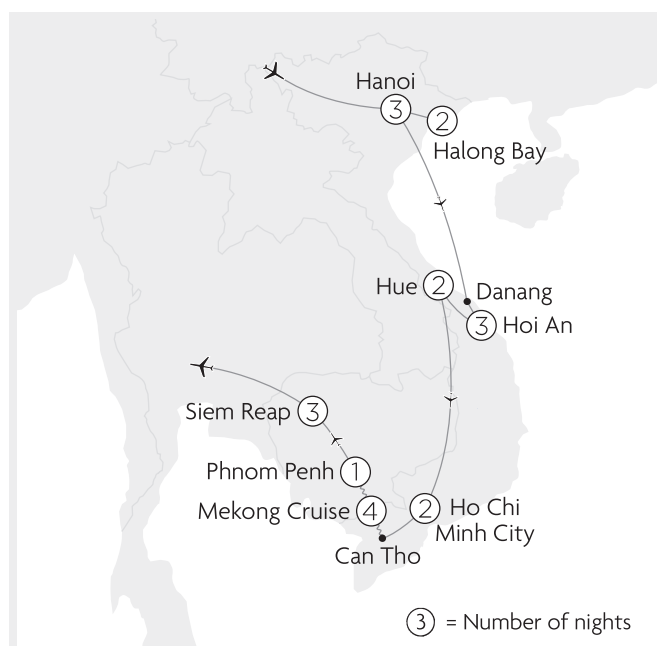 Hanoi
3
2
Halong Bay
Hue 2
Danang
3 Hoi An
Siem Reap 3
Phnom Penh 1
Mekong Cruise 4
2 Ho Chi
Minh City
Can Tho
3 = Number of nights